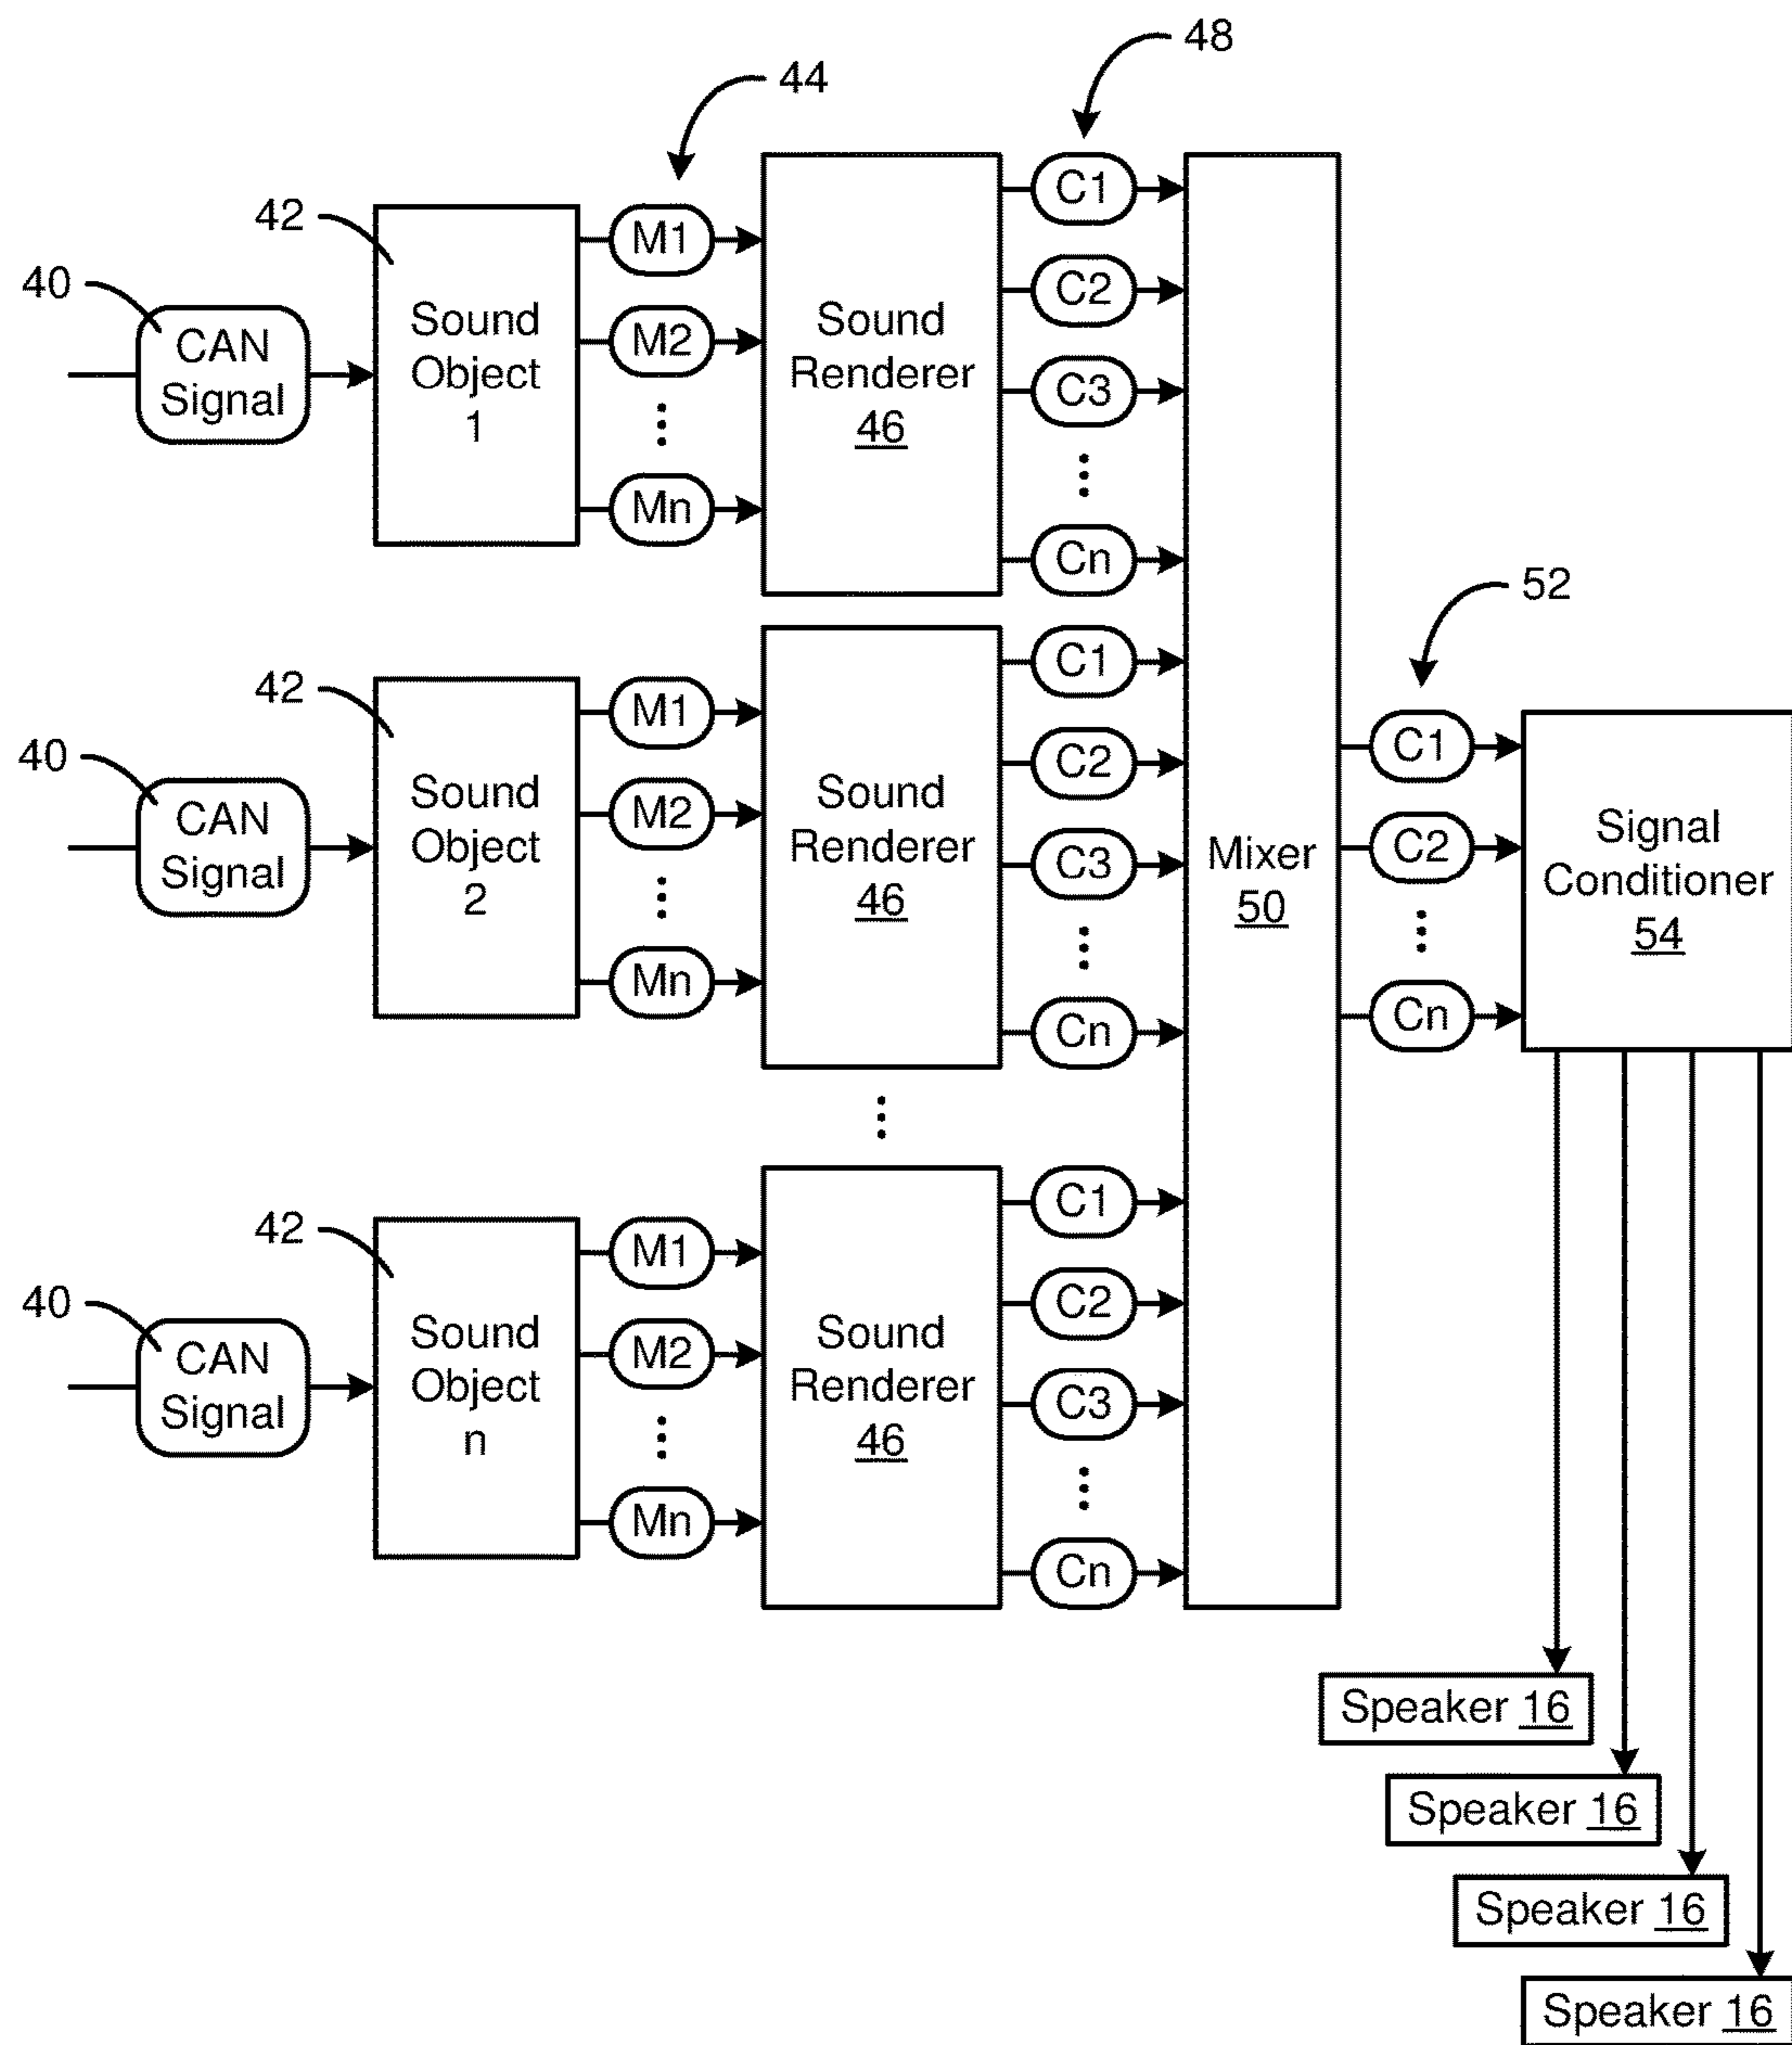 48
44
C1
42
M1
40
CAN
Signal
Sound
Object
1
M2
Mn
Sound
Renderer
46
C2
C3
Cn
52
42
M1
40
CAN
Signal
Sound
Object
2
M2
Mn
Sound
Renderer
46
C1
C2
C3
Cn
Mixer
50
C1
C2
Cn
Signal
Conditioner
54
42
M1
40
CAN
Signal
Sound
Object
n
M2
Mn
Sound
Renderer
46
C1
C2
C3
Cn
Speaker 16
Speaker 16
Speaker 16
Speaker 16